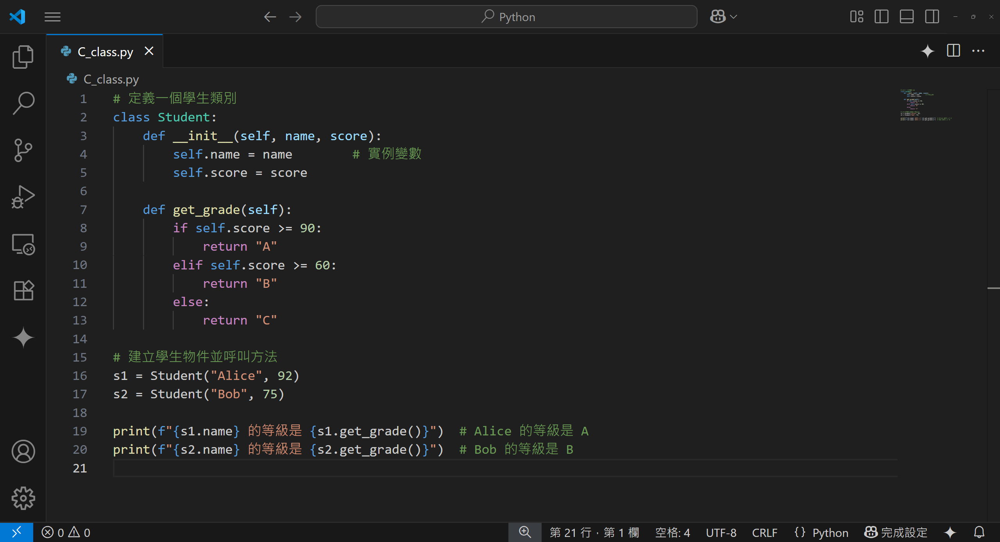 Python
C_class.py
C_class.py
1 # 定義一個學生類別
2 class Student:
3     def __init__(self, name, score):
4         self.name = name        # 實例變數
5         self.score = score
6
7     def get_grade(self):
8         if self.score >= 90:
9             return "A"
10         elif self.score >= 60:
11             return "B"
12         else:
13             return "C"
14
15 # 建立學生物件並呼叫方法
16 s1 = Student("Alice", 92)
17 s2 = Student("Bob", 75)
18
19 print(f"{s1.name} 的等級是 {s1.get_grade()}")  # Alice 的等級是 A
20 print(f"{s2.name} 的等級是 {s2.get_grade()}")  # Bob 的等級是 B
21
0 0 第 21 行，第 1 欄 空格: 4 UTF-8 CRLF {} Python 完成設定